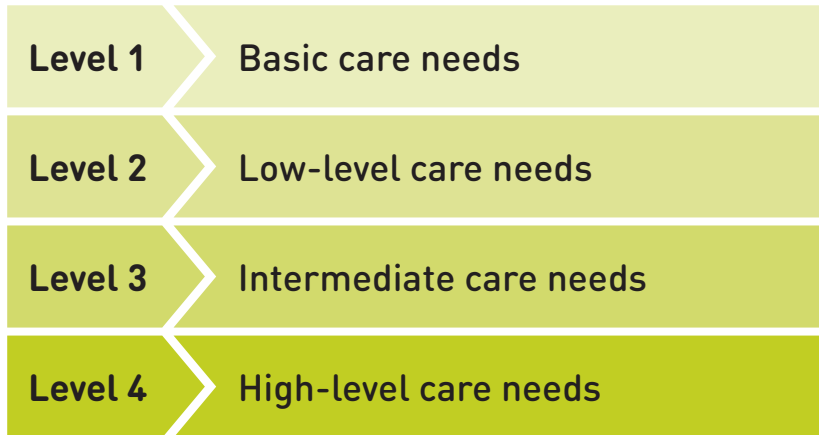 Level 1 Basic care needs
Level 2 Low-level care needs
Level 3 Intermediate care needs
Level 4 High-level care needs